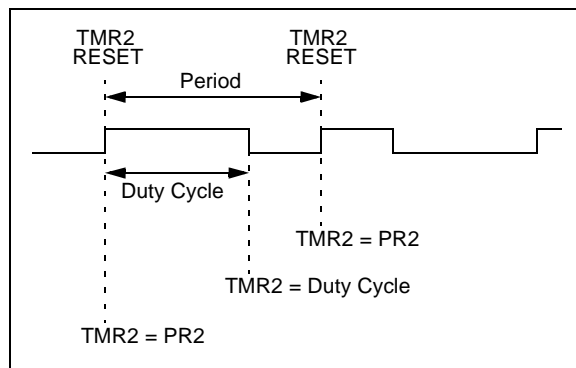 TMR2
RESET
TMR2
RESET
Period
Duty Cycle
TMR2 = PR2
TMR2 = Duty Cycle
TMR2 = PR2